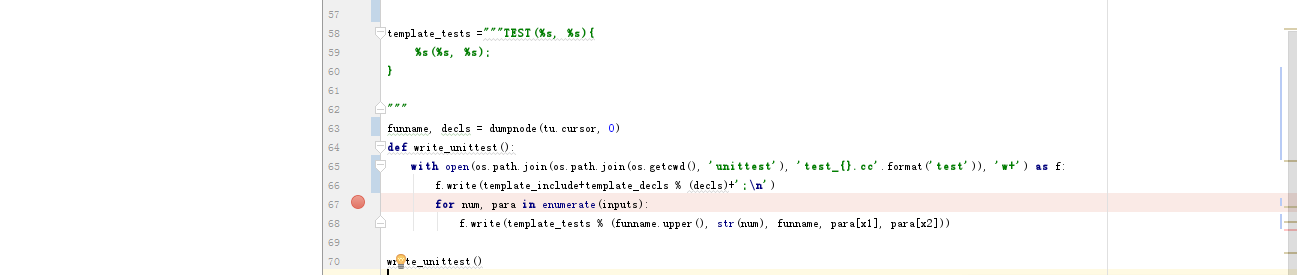 57
58 template_tests ="""TEST(%s, %s){
59 %s(%s, %s);
60 }
61
62 """
63 funname, decls = dumpnode(tu.cursor, 0)
64 def write_unittest():
65 with open(os.path.join(os.path.join(os.getcwd(), 'unittest'), 'test_{}.cc'.format('test')), 'w+') as f:
66 f.write(template_include+template_decls % (decls)+';\n')
67 for num, para in enumerate(inputs):
68 f.write(template_tests % (funname.upper(), str(num), funname, para[x1], para[x2]))
69
70 write_unittest()